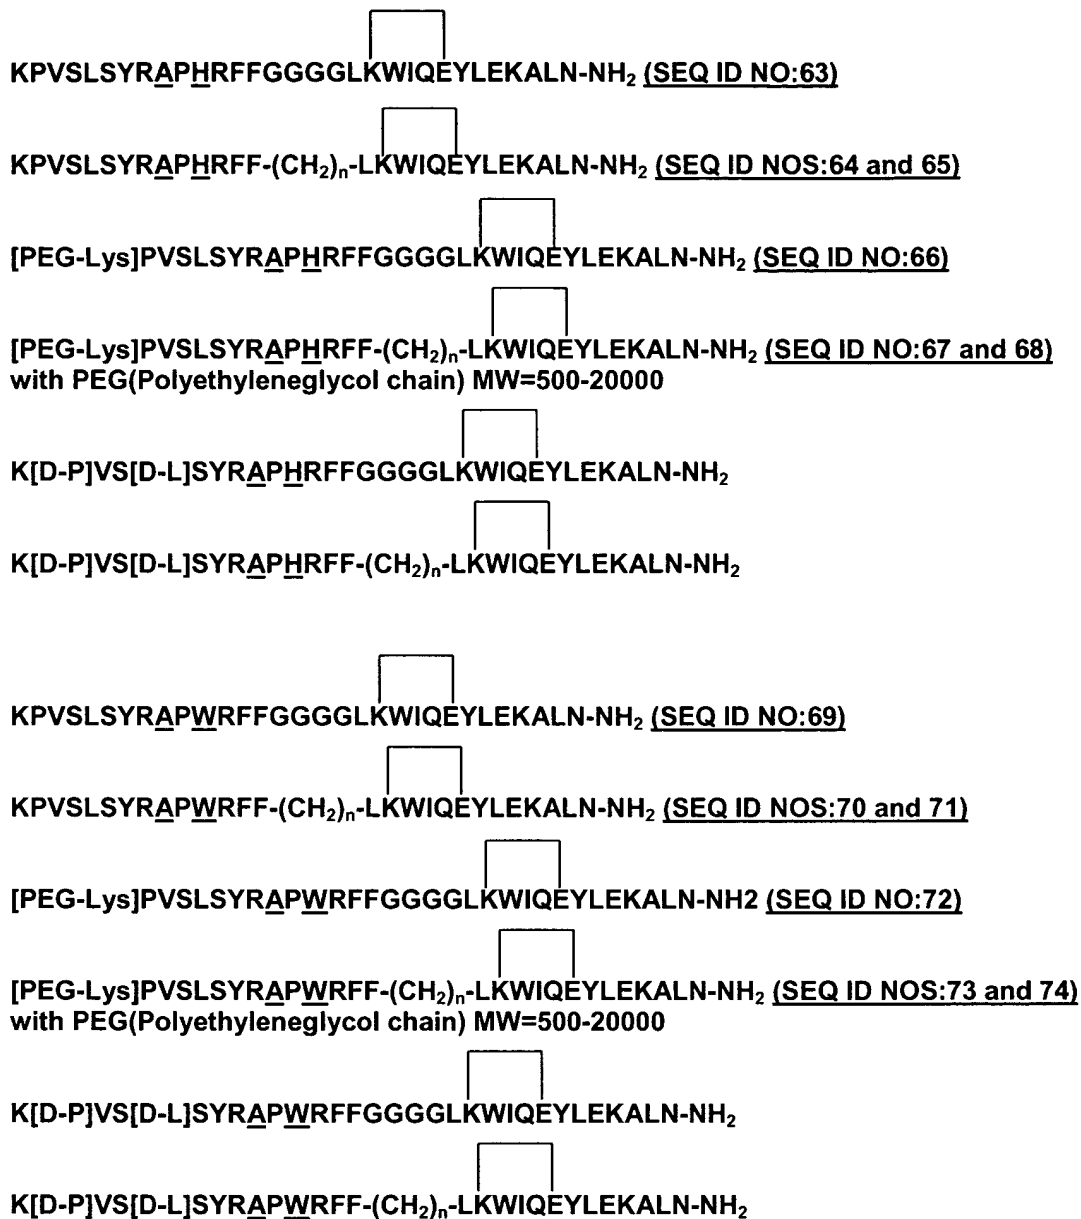 KPVSLSYRAPHRFFGGGGLKWIQEYLEKALN-NH₂ (SEQ ID NO:63)
KPVSLSYRAPHRFF-(CH₂)ₙ-LKWIQEYLEKALN-NH₂ (SEQ ID NOS:64 and 65)
[PEG-Lys]PVSLSYRAPHRFFGGGGLKWIQEYLEKALN-NH₂ (SEQ ID NO:66)
[PEG-Lys]PVSLSYRAPHRFF-(CH₂)ₙ-LKWIQEYLEKALN-NH₂ (SEQ ID NO:67 and 68)
with PEG(Polyethyleneglycol chain) MW=500-20000
K[D-P]VS[D-L]SYRAPHRFFGGGGLKWIQEYLEKALN-NH₂
K[D-P]VS[D-L]SYRAPHRFF-(CH₂)ₙ-LKWIQEYLEKALN-NH₂
KPVSLSYRAPWRFFGGGGLKWIQEYLEKALN-NH₂ (SEQ ID NO:69)
KPVSLSYRAPWRFF-(CH₂)ₙ-LKWIQEYLEKALN-NH₂ (SEQ ID NOS:70 and 71)
[PEG-Lys]PVSLSYRAPWRFFGGGGLKWIQEYLEKALN-NH2 (SEQ ID NO:72)
[PEG-Lys]PVSLSYRAPWRFF-(CH₂)ₙ-LKWIQEYLEKALN-NH₂ (SEQ ID NOS:73 and 74)
with PEG(Polyethyleneglycol chain) MW=500-20000
K[D-P]VS[D-L]SYRAPWRFFGGGGLKWIQEYLEKALN-NH₂
K[D-P]VS[D-L]SYRAPWRFF-(CH₂)ₙ-LKWIQEYLEKALN-NH₂